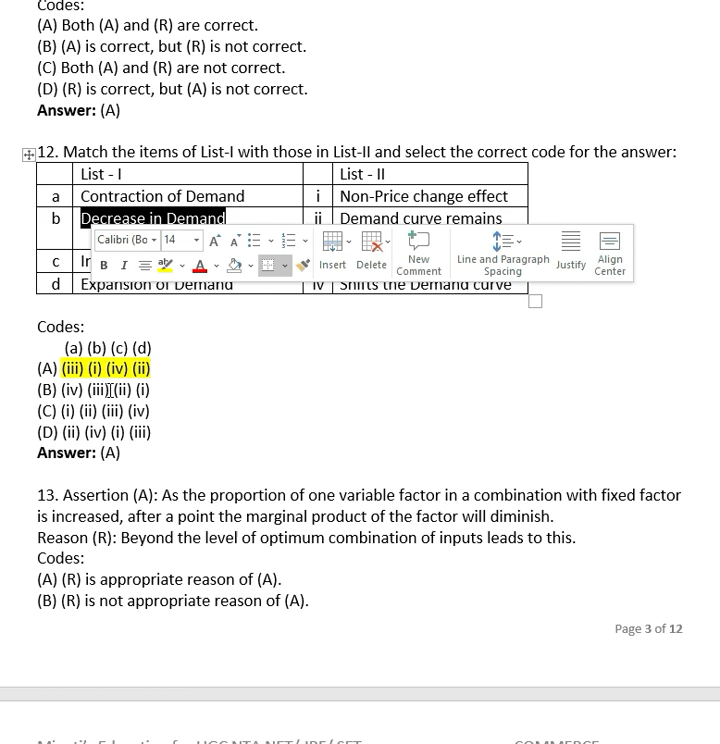 Codes:
(A) Both (A) and (R) are correct.
(B) (A) is correct, but (R) is not correct.
(C) Both (A) and (R) are not correct.
(D) (R) is correct, but (A) is not correct.
Answer: (A)
12. Match the items of List-I with those in List-II and select the correct code for the answer:
List - I List - II
a Contraction of Demand i Non-Price change effect
b Decrease in Demand ii Demand curve remains
Calibri (Bo 14
Insert Delete New Comment Line and Paragraph Spacing Justify Align Center
c
d Expansion of Demand iv Shifts the Demand curve
Codes:
(a) (b) (c) (d)
(A) (iii) (i) (iv) (ii)
(B) (iv) (iii) (ii) (i)
(C) (i) (ii) (iii) (iv)
(D) (ii) (iv) (i) (iii)
Answer: (A)
13. Assertion (A): As the proportion of one variable factor in a combination with fixed factor
is increased, after a point the marginal product of the factor will diminish.
Reason (R): Beyond the level of optimum combination of inputs leads to this.
Codes:
(A) (R) is appropriate reason of (A).
(B) (R) is not appropriate reason of (A).
Page 3 of 12